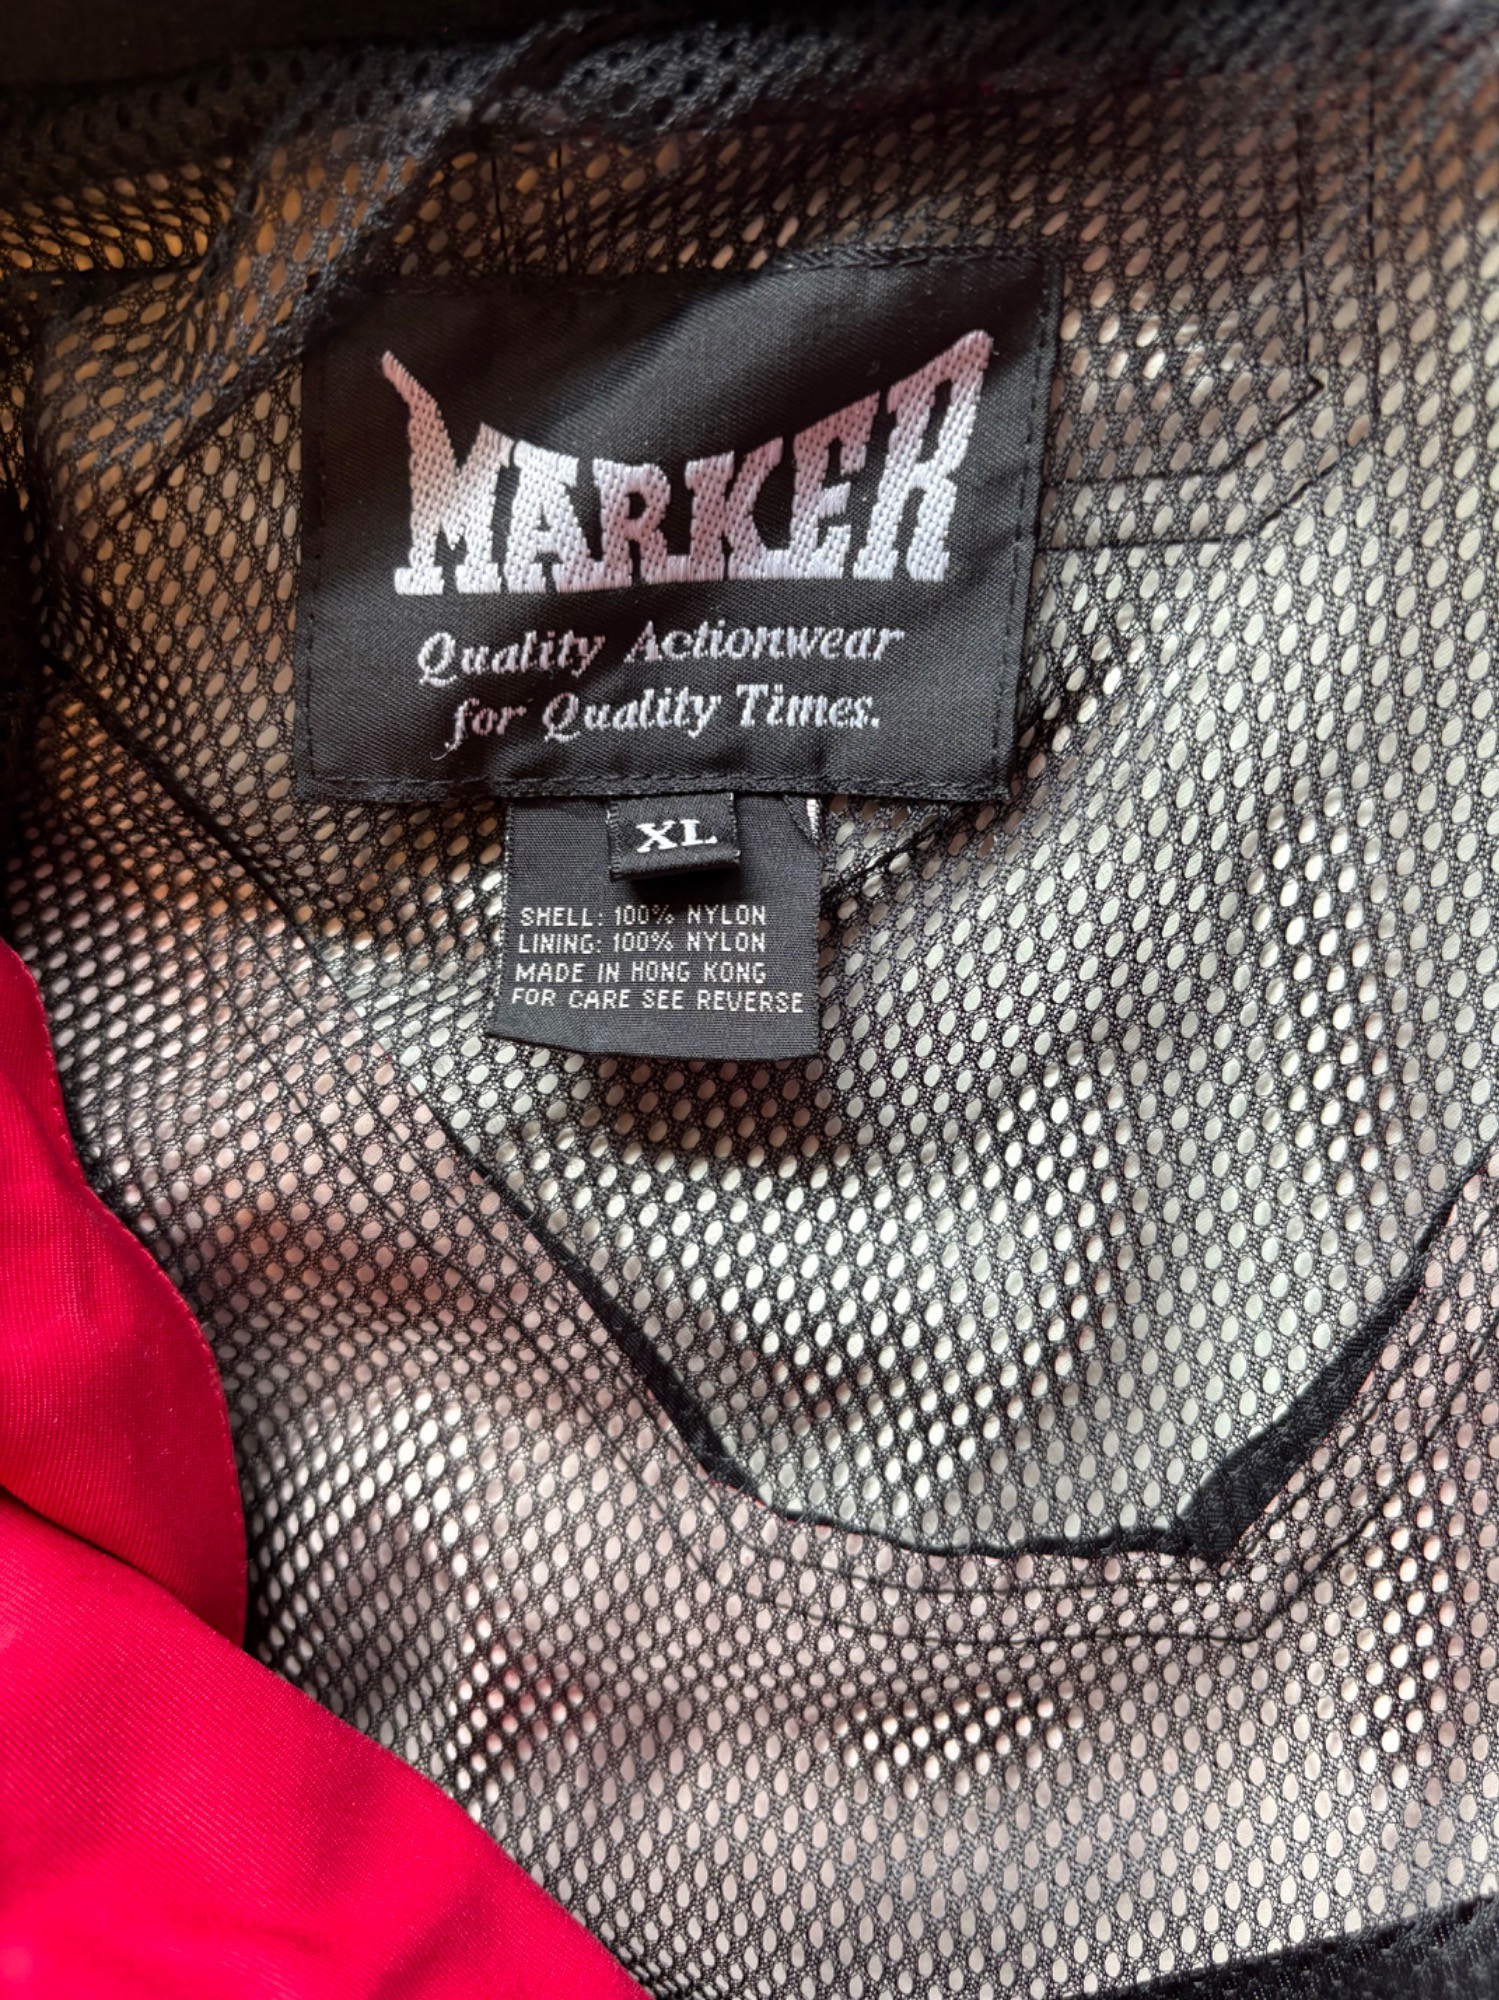 MARKER
Quality Actionwear
for Quality Times.
XL
SHELL: 100% NYLON
LINING: 100% NYLON
MADE IN HONG KONG
FOR CARE SEE REVERSE